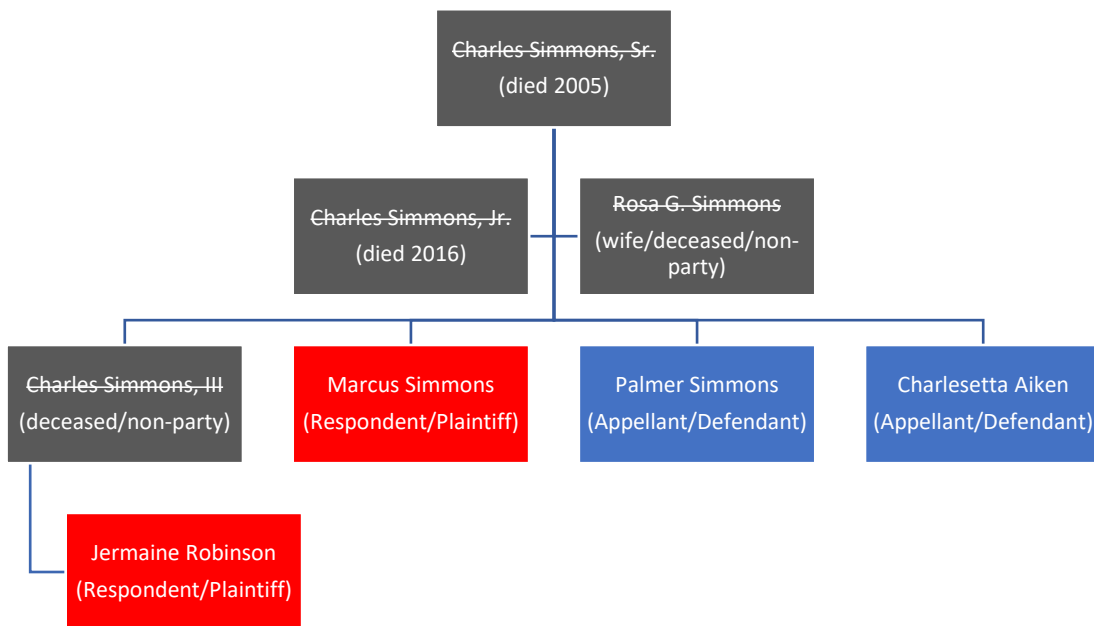 Charles Simmons, Sr.
(died 2005)
Charles Simmons, Jr.
(died 2016)
Rosa G. Simmons
(wife/deceased/non-
party)
Charles Simmons, III
(deceased/non-party)
Marcus Simmons
(Respondent/Plaintiff)
Palmer Simmons
(Appellant/Defendant)
Charlesetta Aiken
(Appellant/Defendant)
Jermaine Robinson
(Respondent/Plaintiff)